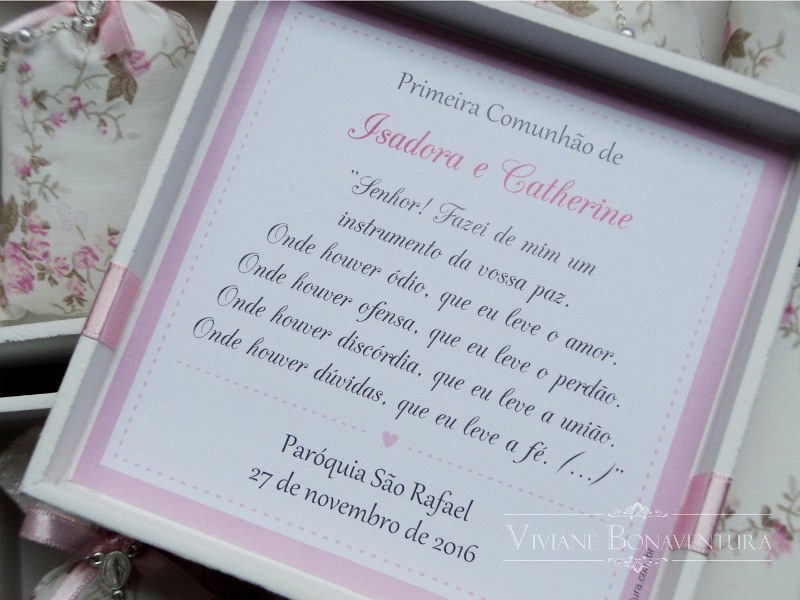 Primeira Comunhão de
Isadora e Catherine
"Senhor! Fazei de mim um
instrumento da vossa paz.
Onde houver ódio, que eu leve o amor.
Onde houver ofensa, que eu leve o perdão.
Onde houver discórdia, que eu leve a união.
Onde houver dúvidas, que eu leve a fé. (...)"
Paróquia São Rafael
27 de novembro de 2016
VIVIANE BONAVENTURA